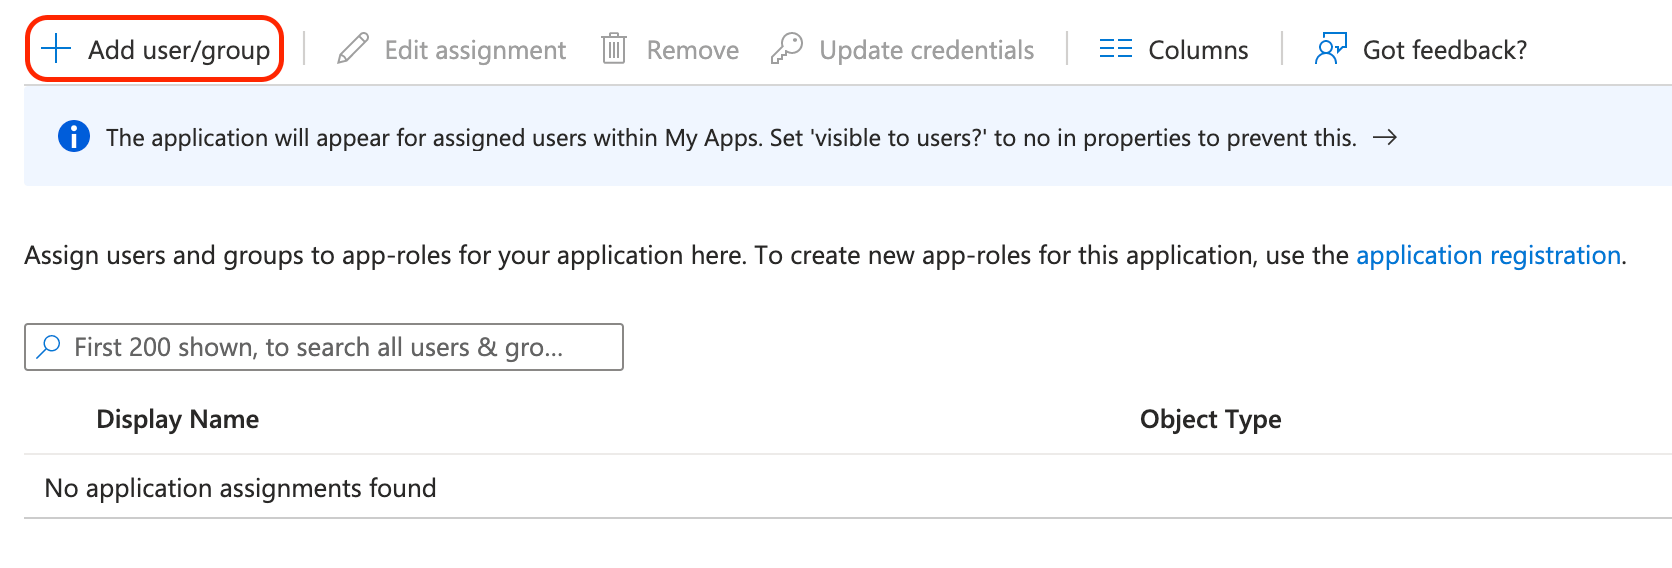 Add user/group Edit assignment Remove Update credentials Columns Got feedback?
The application will appear for assigned users within My Apps. Set 'visible to users?' to no in properties to prevent this. →
Assign users and groups to app-roles for your application here. To create new app-roles for this application, use the application registration.
First 200 shown, to search all users & gro...
Display Name Object Type
No application assignments found